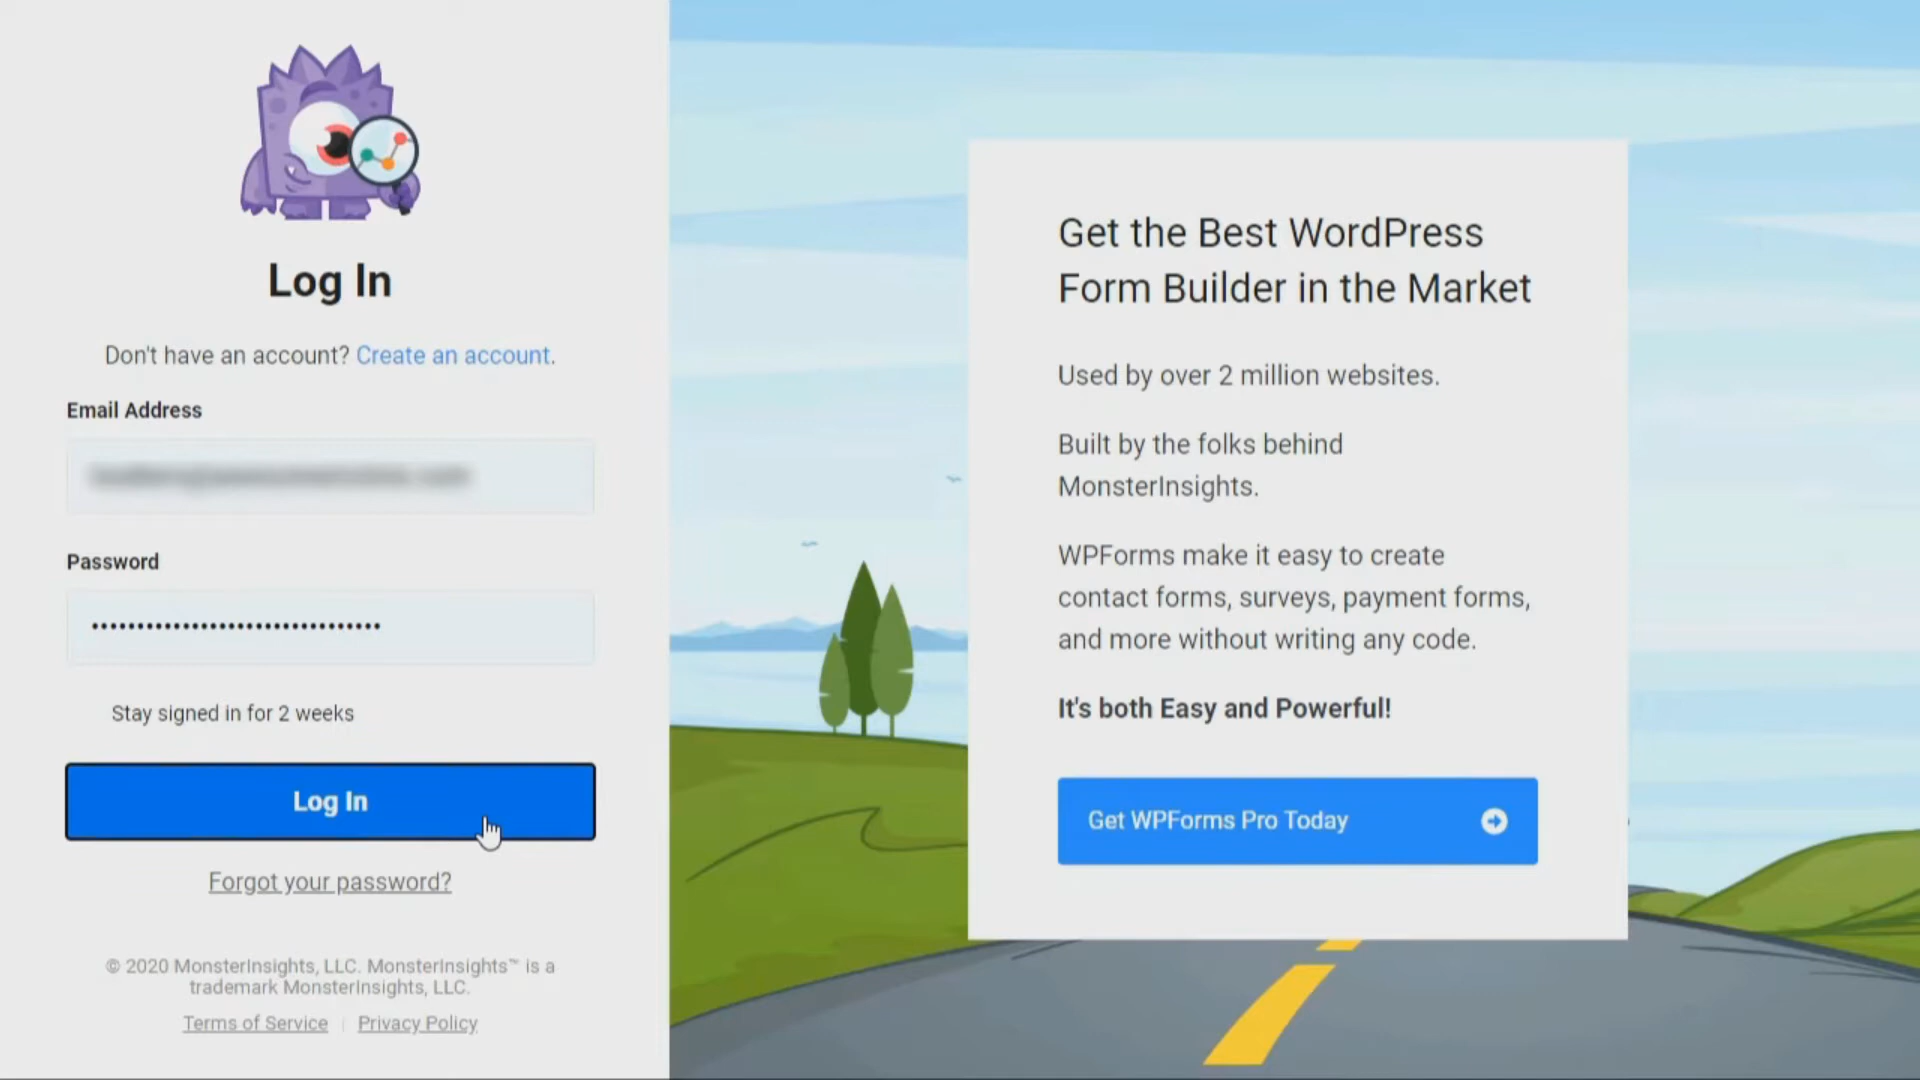 Log In
Don't have an account? Create an account.
Email Address
Password
Stay signed in for 2 weeks
Log In
Forgot your password?
© 2020 MonsterInsights, LLC. MonsterInsights™ is a
trademark MonsterInsights, LLC.
Terms of Service | Privacy Policy
Get the Best WordPress
Form Builder in the Market
Used by over 2 million websites.
Built by the folks behind
MonsterInsights.
WPForms make it easy to create
contact forms, surveys, payment forms,
and more without writing any code.
It's both Easy and Powerful!
Get WPForms Pro Today